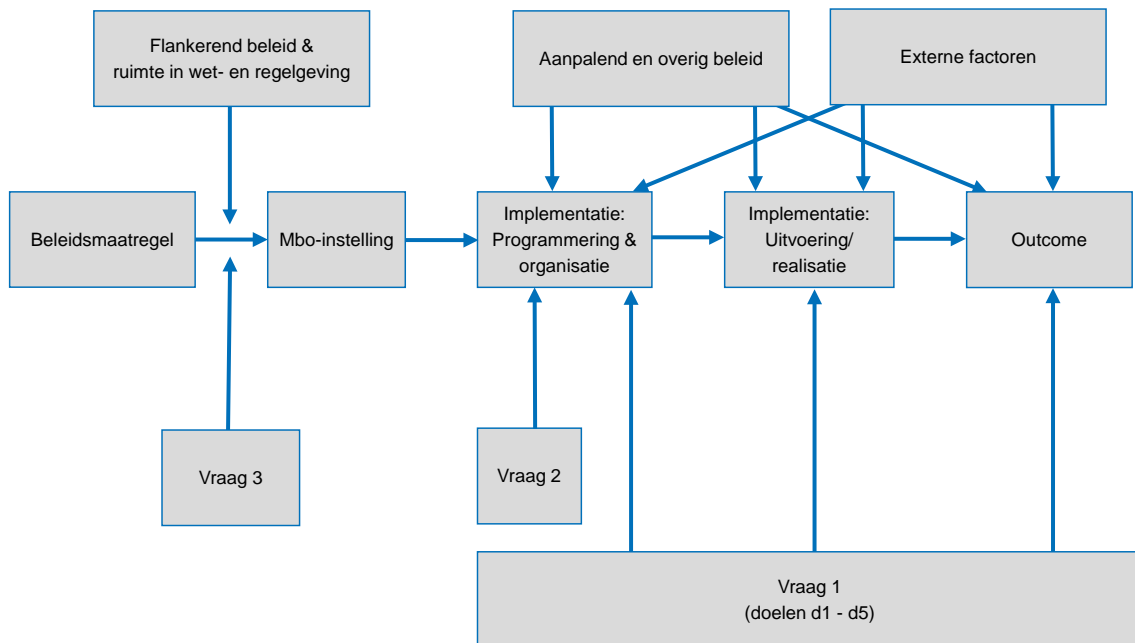 Flankerend beleid &
ruimte in wet- en regelgeving
Aanpalend en overig beleid
Externe factoren
Beleidsmaatregel
Mbo-instelling
Implementatie:
Programmering &
organisatie
Implementatie:
Uitvoering/
realisatie
Outcome
Vraag 3
Vraag 2
Vraag 1
(doelen d1 - d5)